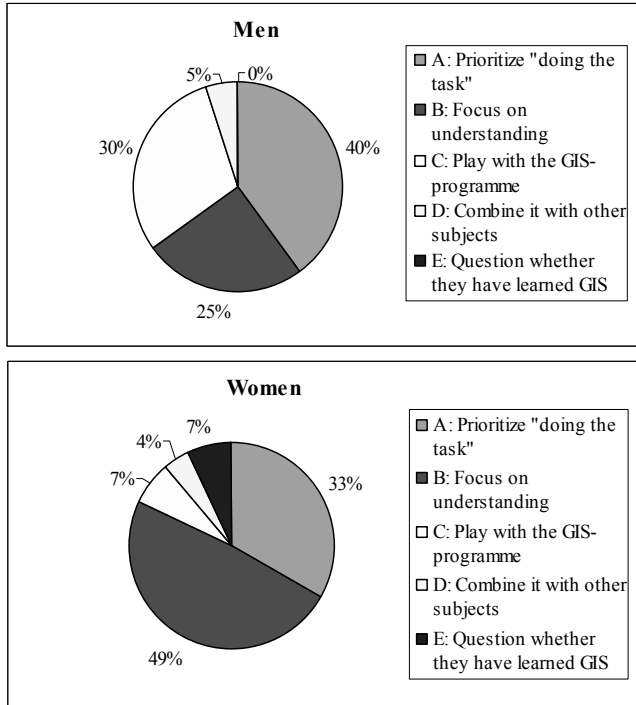 Men
5%
0%
30%
40%
25%
A: Prioritize "doing the
task"
B: Focus on
understanding
C: Play with the GIS-
programme
D: Combine it with other
subjects
E: Question whether
they have learned GIS
Women
4%
7%
7%
33%
49%
A: Prioritize "doing the
task"
B: Focus on
understanding
C: Play with the GIS-
programme
D: Combine it with other
subjects
E: Question whether
they have learned GIS